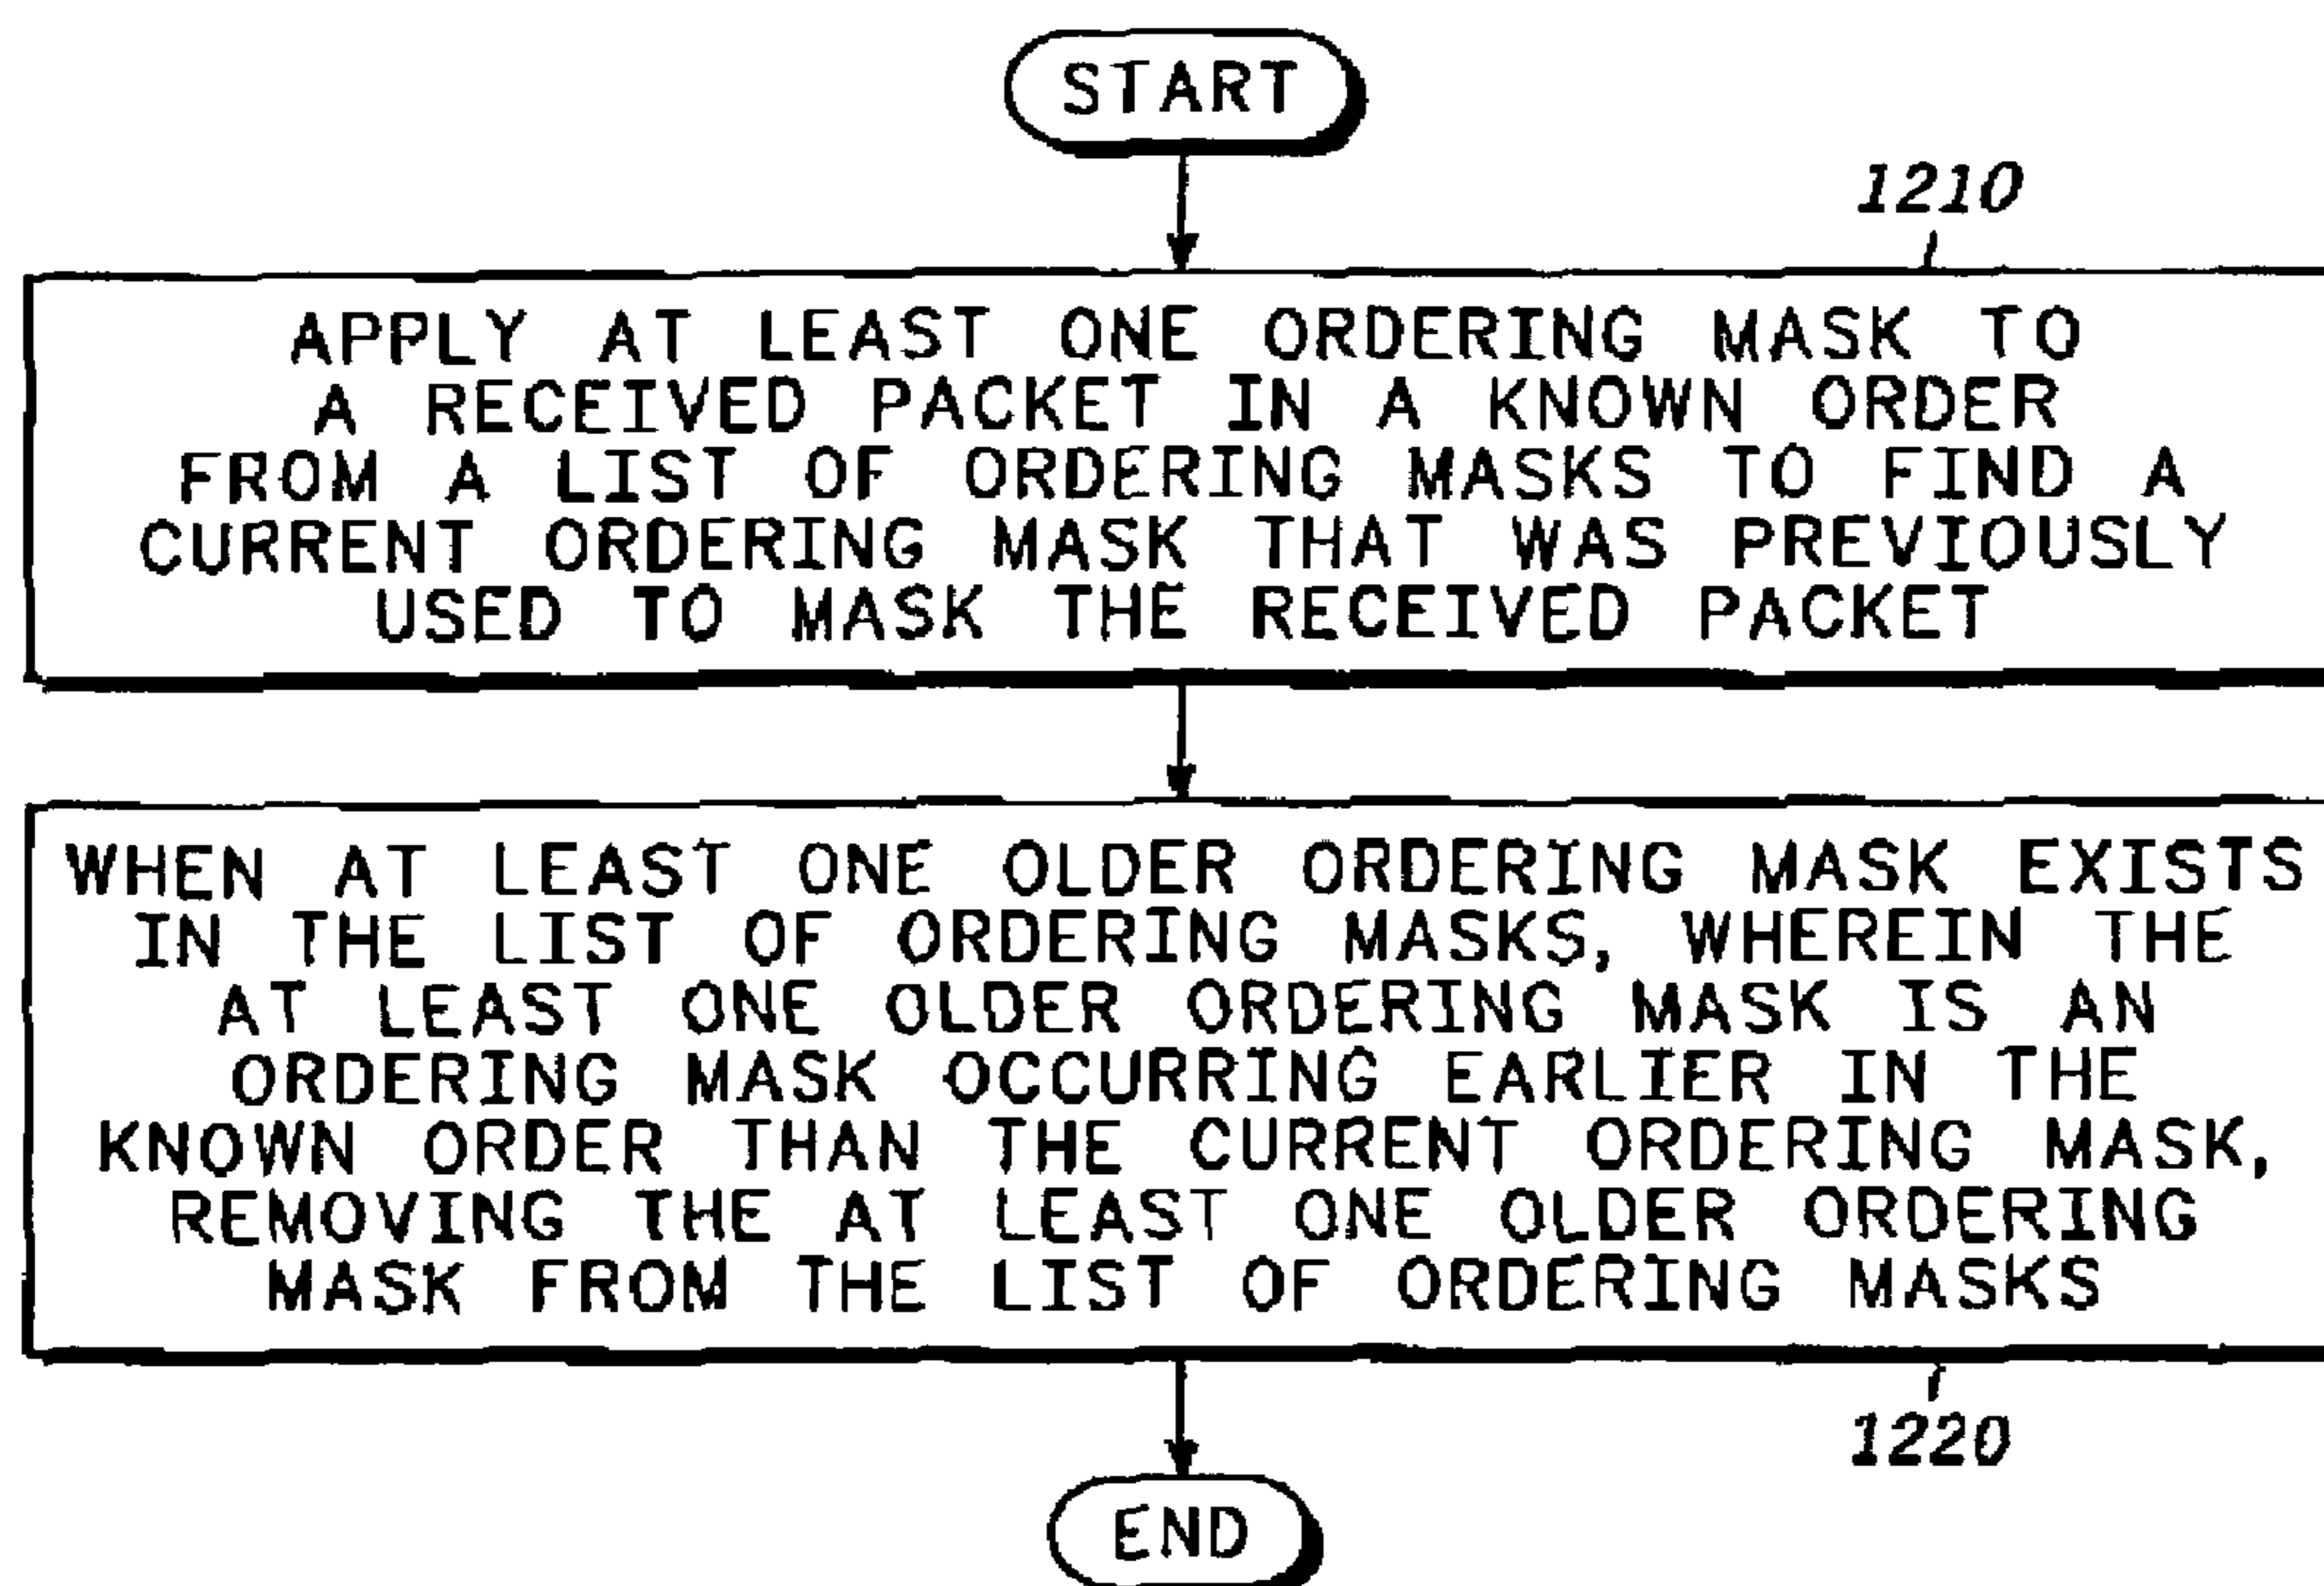 START
1210
APPLY AT LEAST ONE ORDERING MASK TO
A RECEIVED PACKET IN A KNOWN ORDER
FROM A LIST OF ORDERING MASKS TO FIND A
CURRENT ORDERING MASK THAT WAS PREVIOUSLY
USED TO MASK THE RECEIVED PACKET
WHEN AT LEAST ONE OLDER ORDERING MASK EXISTS
IN THE LIST OF ORDERING MASKS, WHEREIN THE
AT LEAST ONE OLDER ORDERING MASK IS AN
ORDERING MASK OCCURRING EARLIER IN THE
KNOWN ORDER THAN THE CURRENT ORDERING MASK,
REMOVING THE AT LEAST ONE OLDER ORDERING
MASK FROM THE LIST OF ORDERING MASKS
1220
END